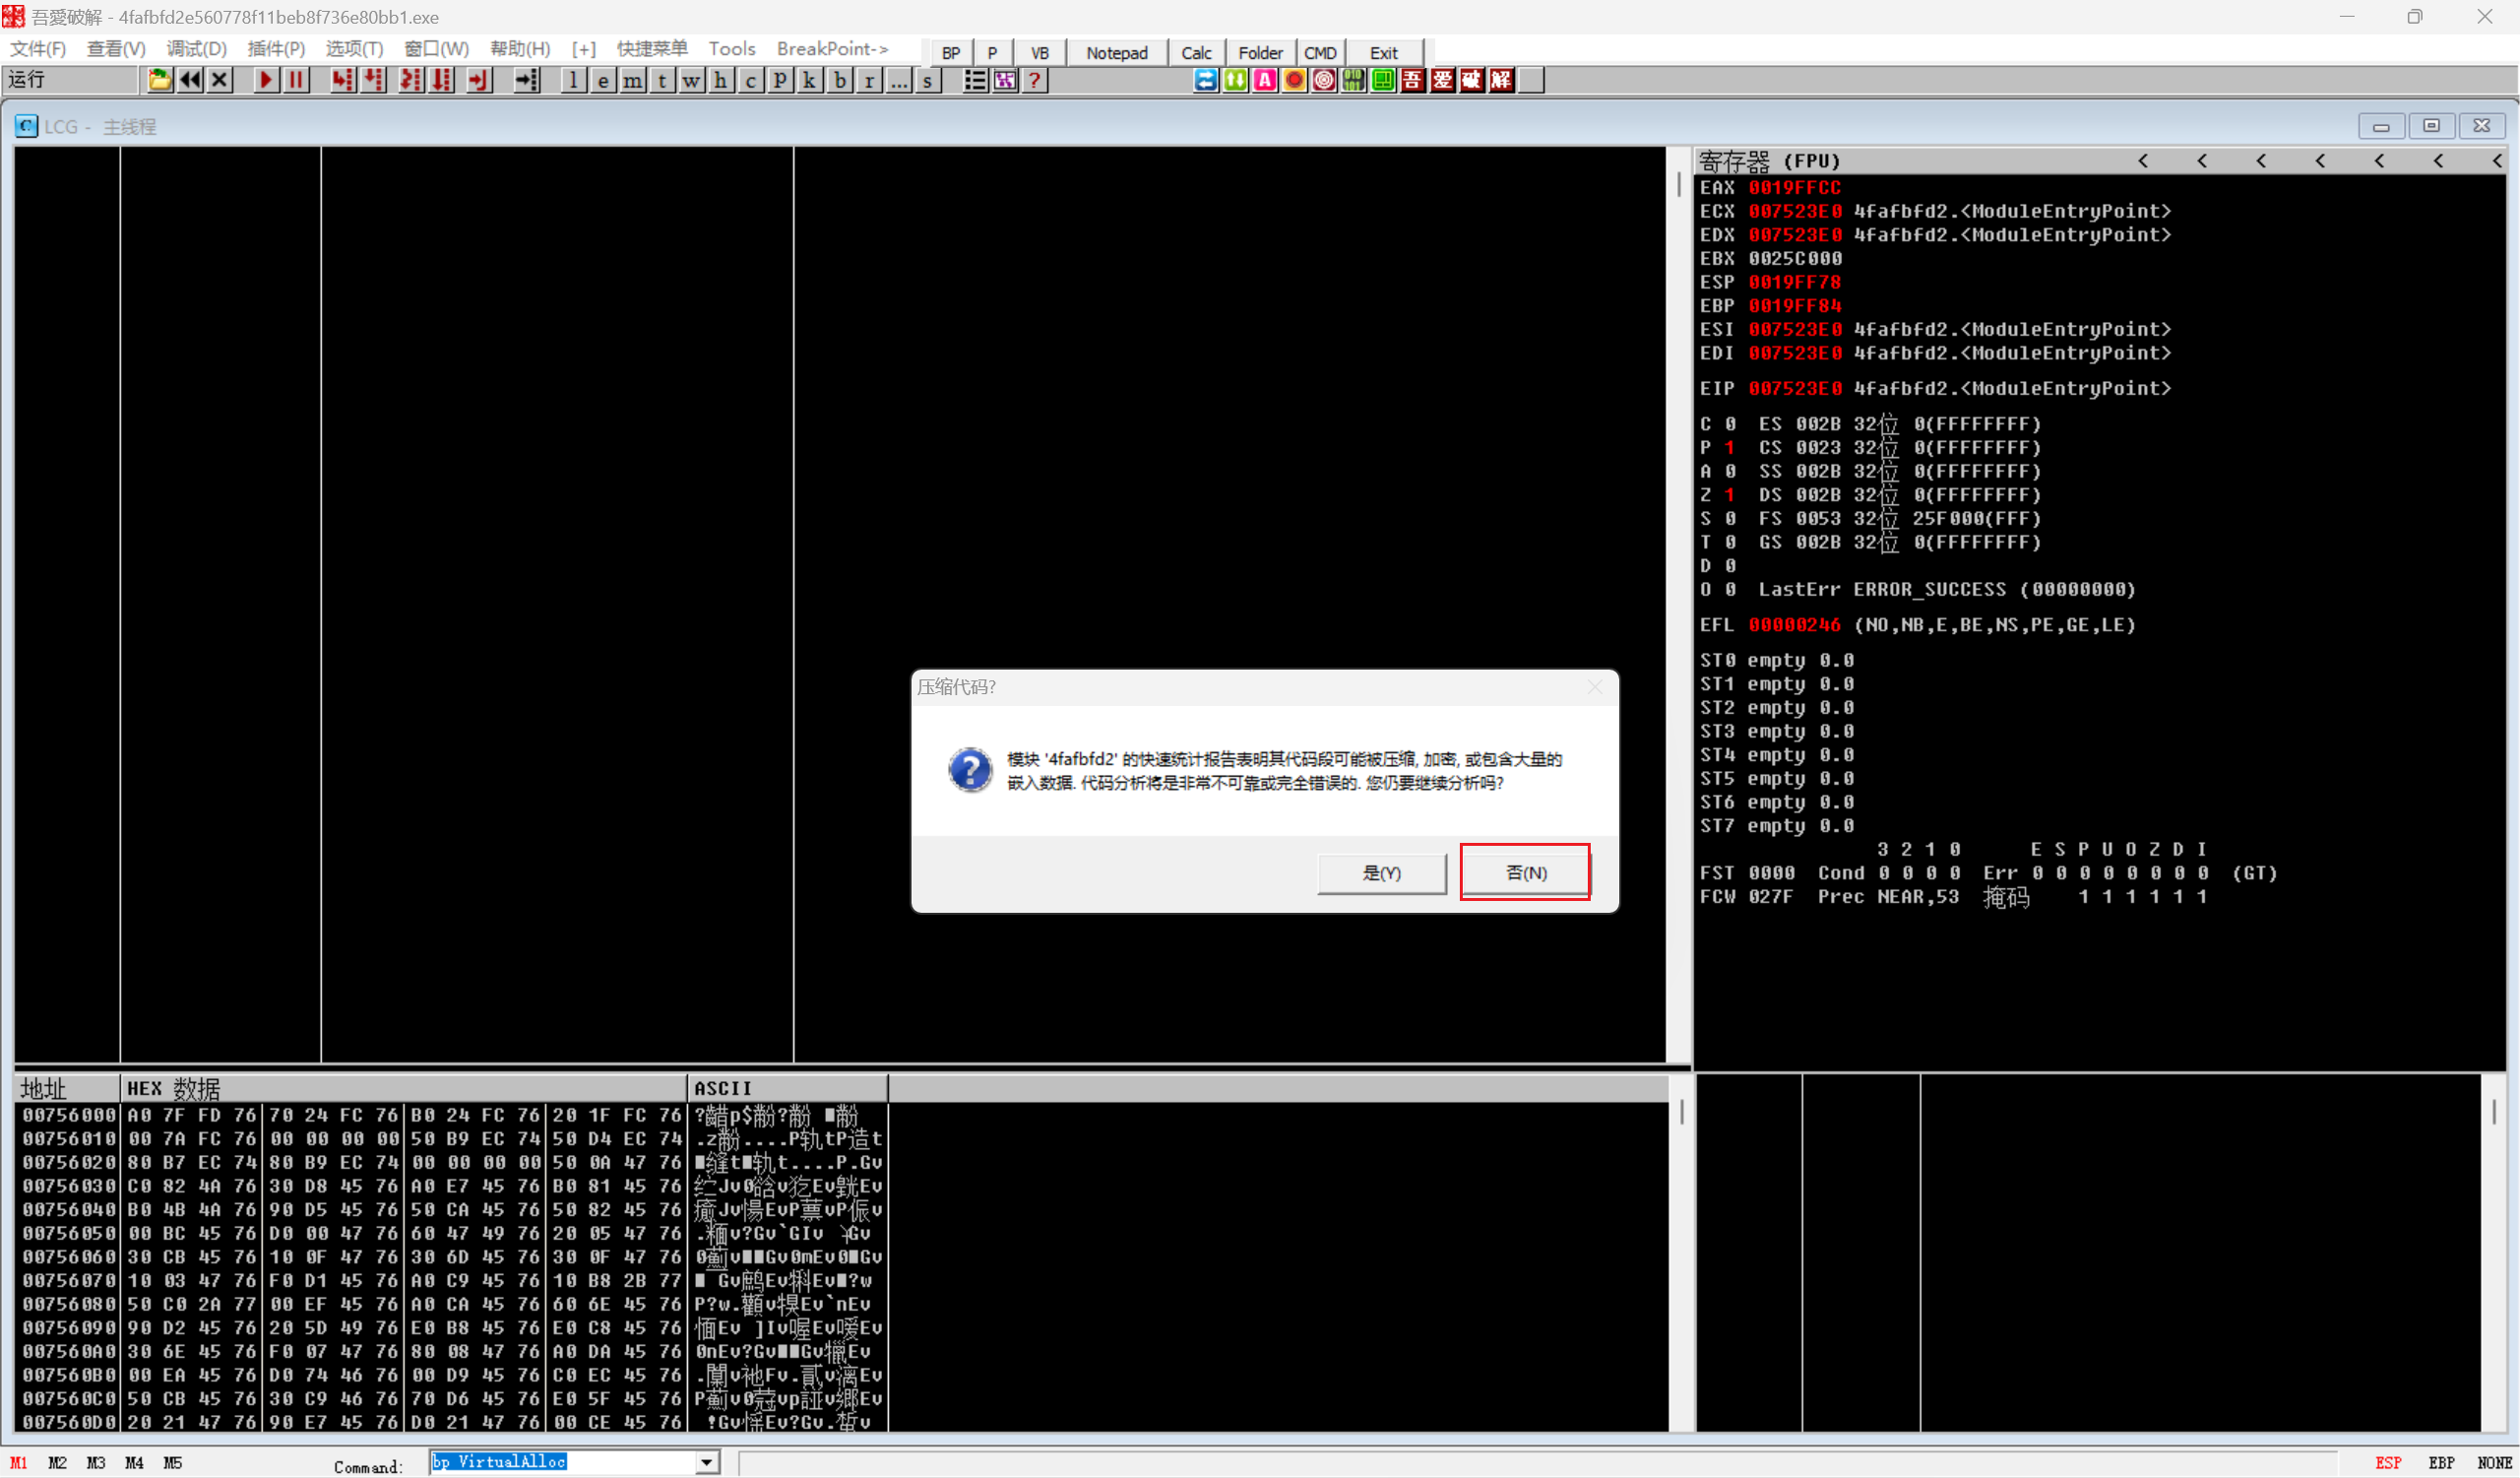 吾爱破解 - 4fafbfd2e560778f11beb8f736e80bb1.exe
文件(F) 查看(V) 调试(D) 插件(P) 选项(T) 窗口(W) 帮助(H) [+] 快捷菜单 Tools BreakPoint-> BP P VB Notepad Calc Folder CMD Exit
运行 l e m t w h c P k b r ... s ? A 吾 爱 破 解
C LCG - 主线程
寄存器 (FPU) < < < < < < <
EAX 0019FFCC
ECX 007523E0 4fafbfd2.<ModuleEntryPoint>
EDX 007523E0 4fafbfd2.<ModuleEntryPoint>
EBX 0025C000
ESP 0019FF78
EBP 0019FF84
ESI 007523E0 4fafbfd2.<ModuleEntryPoint>
EDI 007523E0 4fafbfd2.<ModuleEntryPoint>
EIP 007523E0 4fafbfd2.<ModuleEntryPoint>
C 0 ES 002B 32位 0(FFFFFFFF)
P 1 CS 0023 32位 0(FFFFFFFF)
A 0 SS 002B 32位 0(FFFFFFFF)
Z 1 DS 002B 32位 0(FFFFFFFF)
S 0 FS 0053 32位 25F000(FFF)
T 0 GS 002B 32位 0(FFFFFFFF)
D 0
O 0 LastErr ERROR_SUCCESS (00000000)
EFL 00000246 (NO,NB,E,BE,NS,PE,GE,LE)
ST0 empty 0.0
ST1 empty 0.0
ST2 empty 0.0
ST3 empty 0.0
ST4 empty 0.0
ST5 empty 0.0
ST6 empty 0.0
ST7 empty 0.0
3 2 1 0 E S P U O Z D I
FST 0000 Cond 0 0 0 0 Err 0 0 0 0 0 0 0 0 (GT)
FCW 027F Prec NEAR,53 掩码 1 1 1 1 1 1
压缩代码?
模块 '4fafbfd2' 的快速统计报告表明其代码段可能被压缩, 加密, 或包含大量的
嵌入数据. 代码分析将是非常不可靠或完全错误的. 您仍要继续分析吗?
是(Y) 否(N)
地址 HEX 数据 ASCII
00756000 A0 7F FD 76 70 24 FC 76 B0 24 FC 76 20 1F FC 76
00756010 00 7A FC 76 00 00 00 00 50 B9 EC 74 50 D4 EC 74
00756020 80 B7 EC 74 80 B9 EC 74 00 00 00 00 50 0A 47 76
00756030 C0 82 4A 76 30 D8 45 76 A0 E7 45 76 B0 81 45 76
00756040 B0 4B 4A 76 90 D5 45 76 50 CA 45 76 50 82 45 76
00756050 00 BC 45 76 D0 00 47 76 60 47 49 76 20 05 47 76
00756060 30 CB 45 76 10 0F 47 76 30 6D 45 76 30 0F 47 76
00756070 10 03 47 76 F0 D1 45 76 A0 C9 45 76 10 B8 2B 77
00756080 50 C0 2A 77 00 EF 45 76 A0 CA 45 76 60 6E 45 76
00756090 90 D2 45 76 20 5D 49 76 E0 B8 45 76 E0 C8 45 76
007560A0 30 6E 45 76 F0 07 47 76 80 08 47 76 A0 DA 45 76
007560B0 00 EA 45 76 D0 74 46 76 00 D9 45 76 C0 EC 45 76
007560C0 50 CB 45 76 30 C9 46 76 70 D6 45 76 E0 5F 45 76
007560D0 20 21 47 76 90 E7 45 76 D0 21 47 76 00 CE 45 76
M1 M2 M3 M4 M5 Command: bp VirtualAlloc ESP EBP NONE